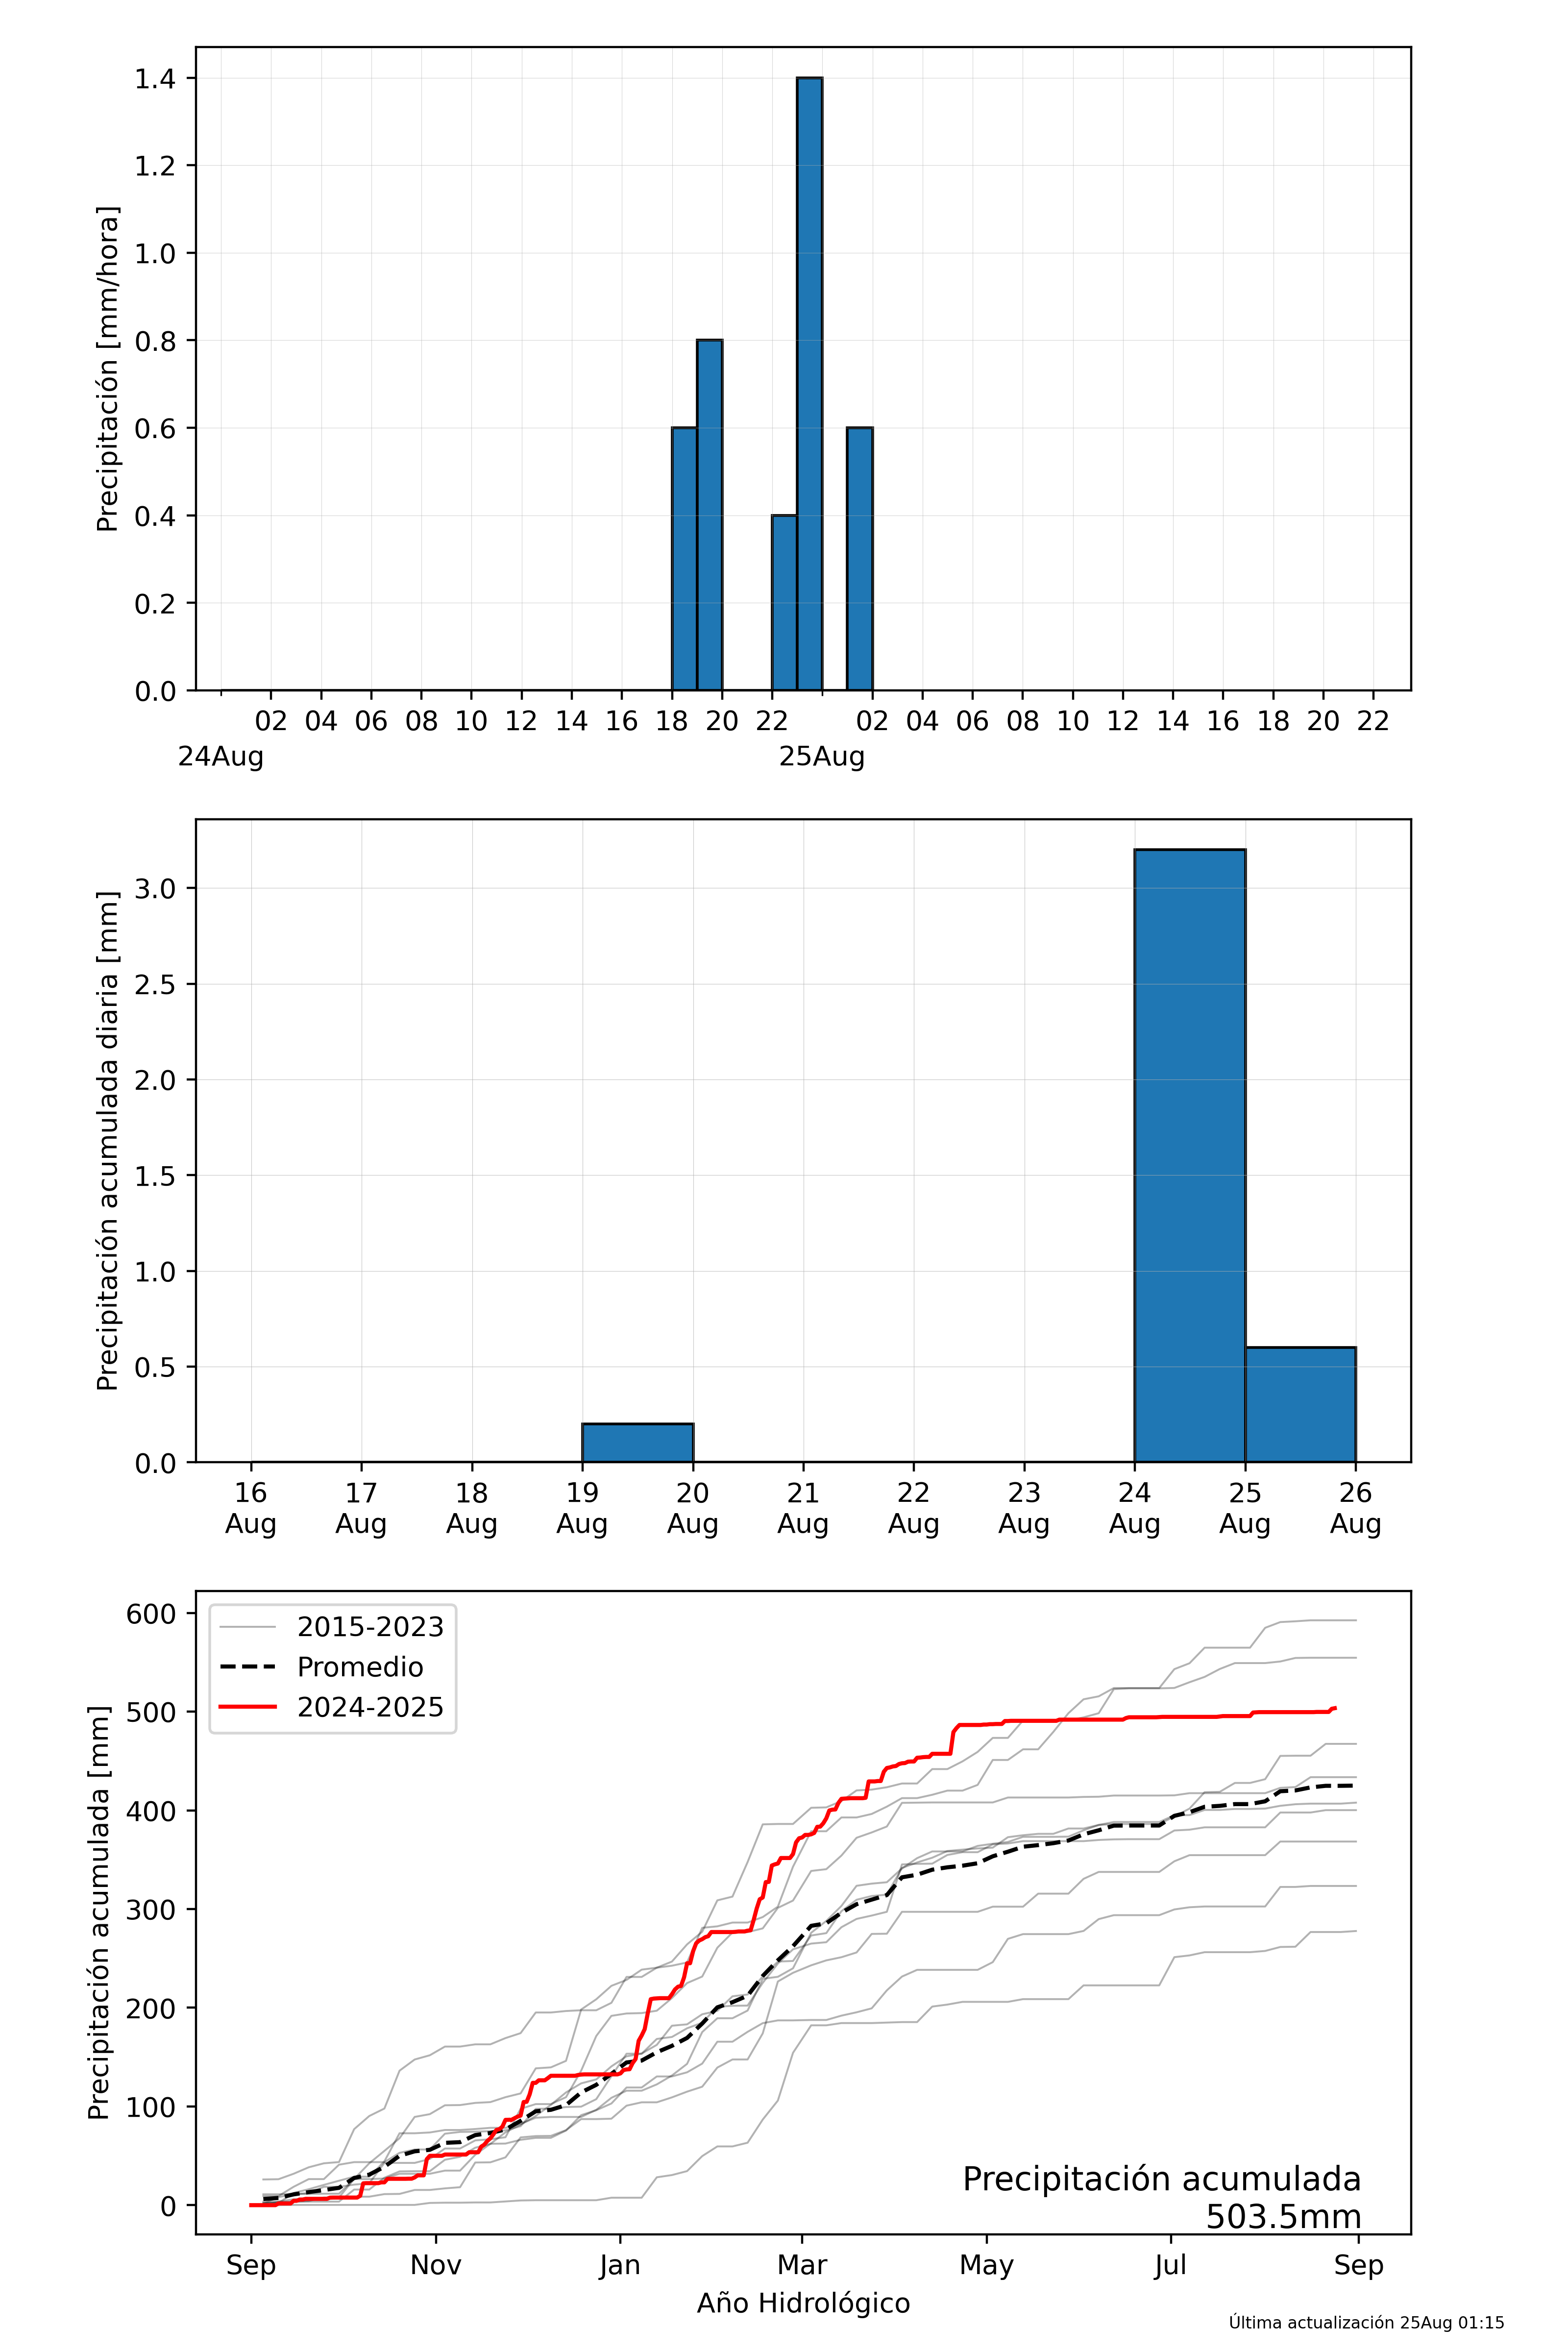 Precipitación [mm/hora]
1.4
1.2
1.0
0.8
0.6
0.4
0.2
0.0
02 04 06 08 10 12 14 16 18 20 22 02 04 06 08 10 12 14 16 18 20 22
24Aug 25Aug
Precipitación acumulada diaria [mm]
3.0
2.5
2.0
1.5
1.0
0.5
0.0
16 17 18 19 20 21 22 23 24 25 26
Aug Aug Aug Aug Aug Aug Aug Aug Aug Aug Aug
Precipitación acumulada [mm]
600
500
400
300
200
100
0
2015-2023
Promedio
2024-2025
Precipitación acumulada
503.5mm
Sep Nov Jan Mar May Jul Sep
Año Hidrológico
Última actualización 25Aug 01:15